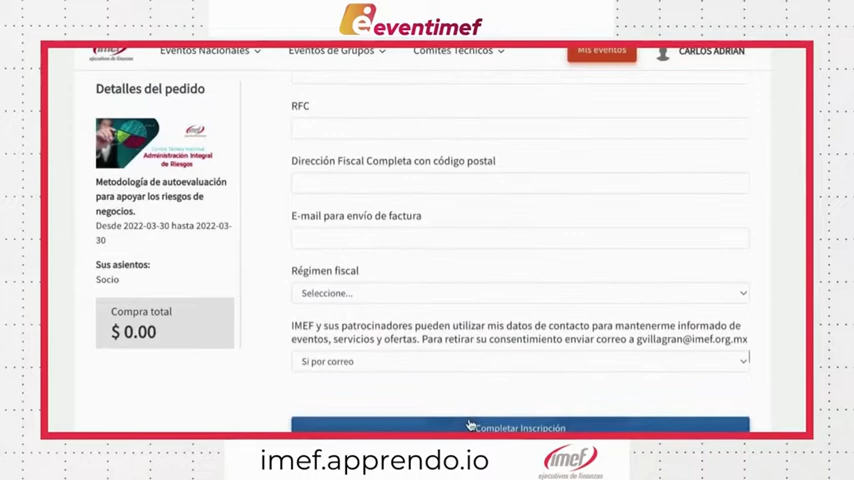 eventimef
imef
ejecutivos de finanzas
Eventos Nacionales
Eventos de Grupos
Comités Técnicos
Mis eventos
CARLOS ADRIAN
Detalles del pedido
imef
Comité Técnico Nacional
Administración Integral
de Riesgos
Metodología de autoevaluación
para apoyar los riesgos de
negocios.
Desde 2022-03-30 hasta 2022-03-
30
Sus asientos:
Socio
Compra total
$ 0.00
RFC
Dirección Fiscal Completa con código postal
E-mail para envío de factura
Régimen fiscal
Seleccione...
IMEF y sus patrocinadores pueden utilizar mis datos de contacto para mantenerme informado de
eventos, servicios y ofertas. Para retirar su consentimiento enviar correo a gvillagran@imef.org.mx
Si por correo
Completar Inscripción
imef.apprendo.io
imef
ejecutivos de finanzas